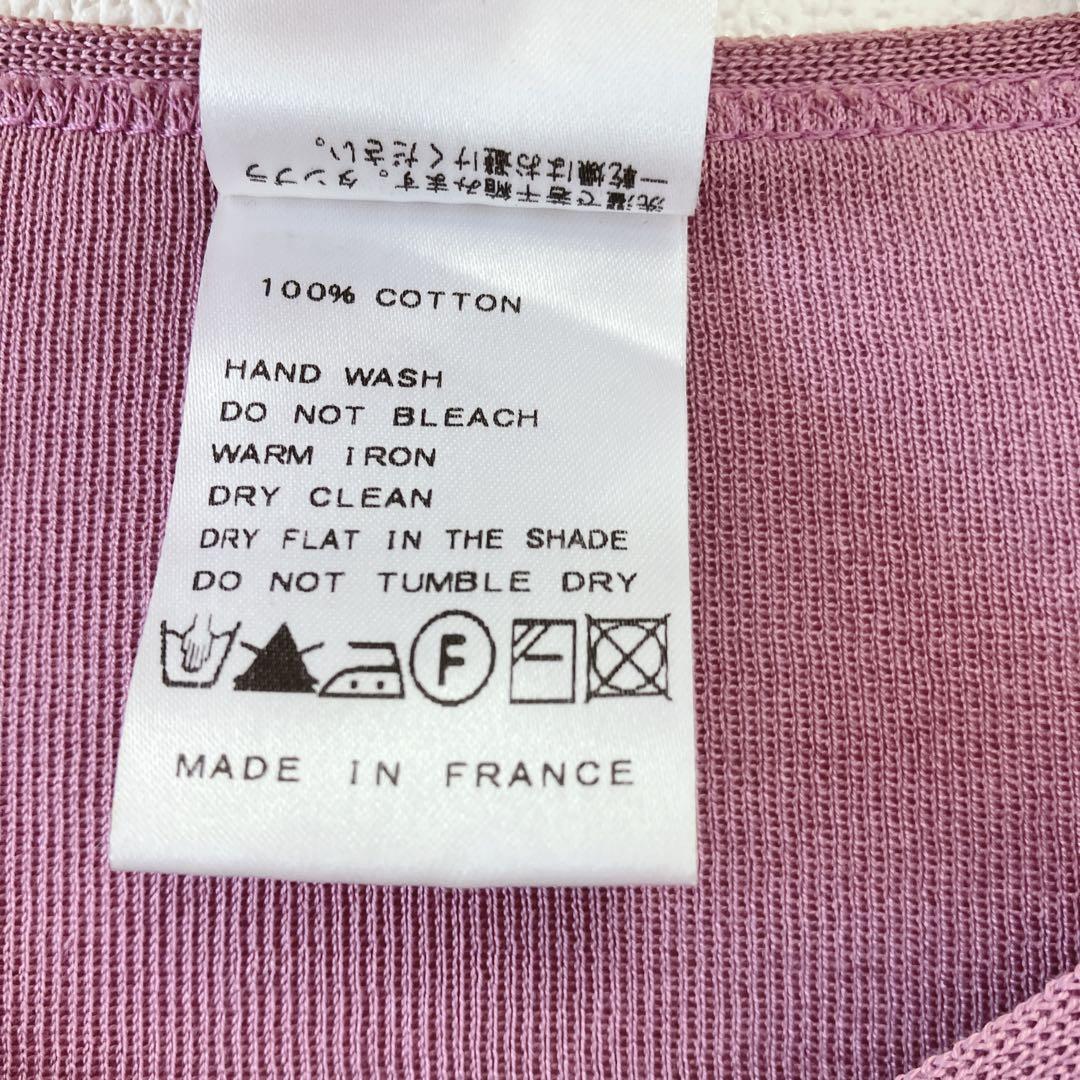 洗濯で若干縮みます。タンブラ
ー乾燥はお避けください。
100% COTTON
HAND WASH
DO NOT BLEACH
WARM IRON
DRY CLEAN
DRY FLAT IN THE SHADE
DO NOT TUMBLE DRY
F
MADE IN FRANCE